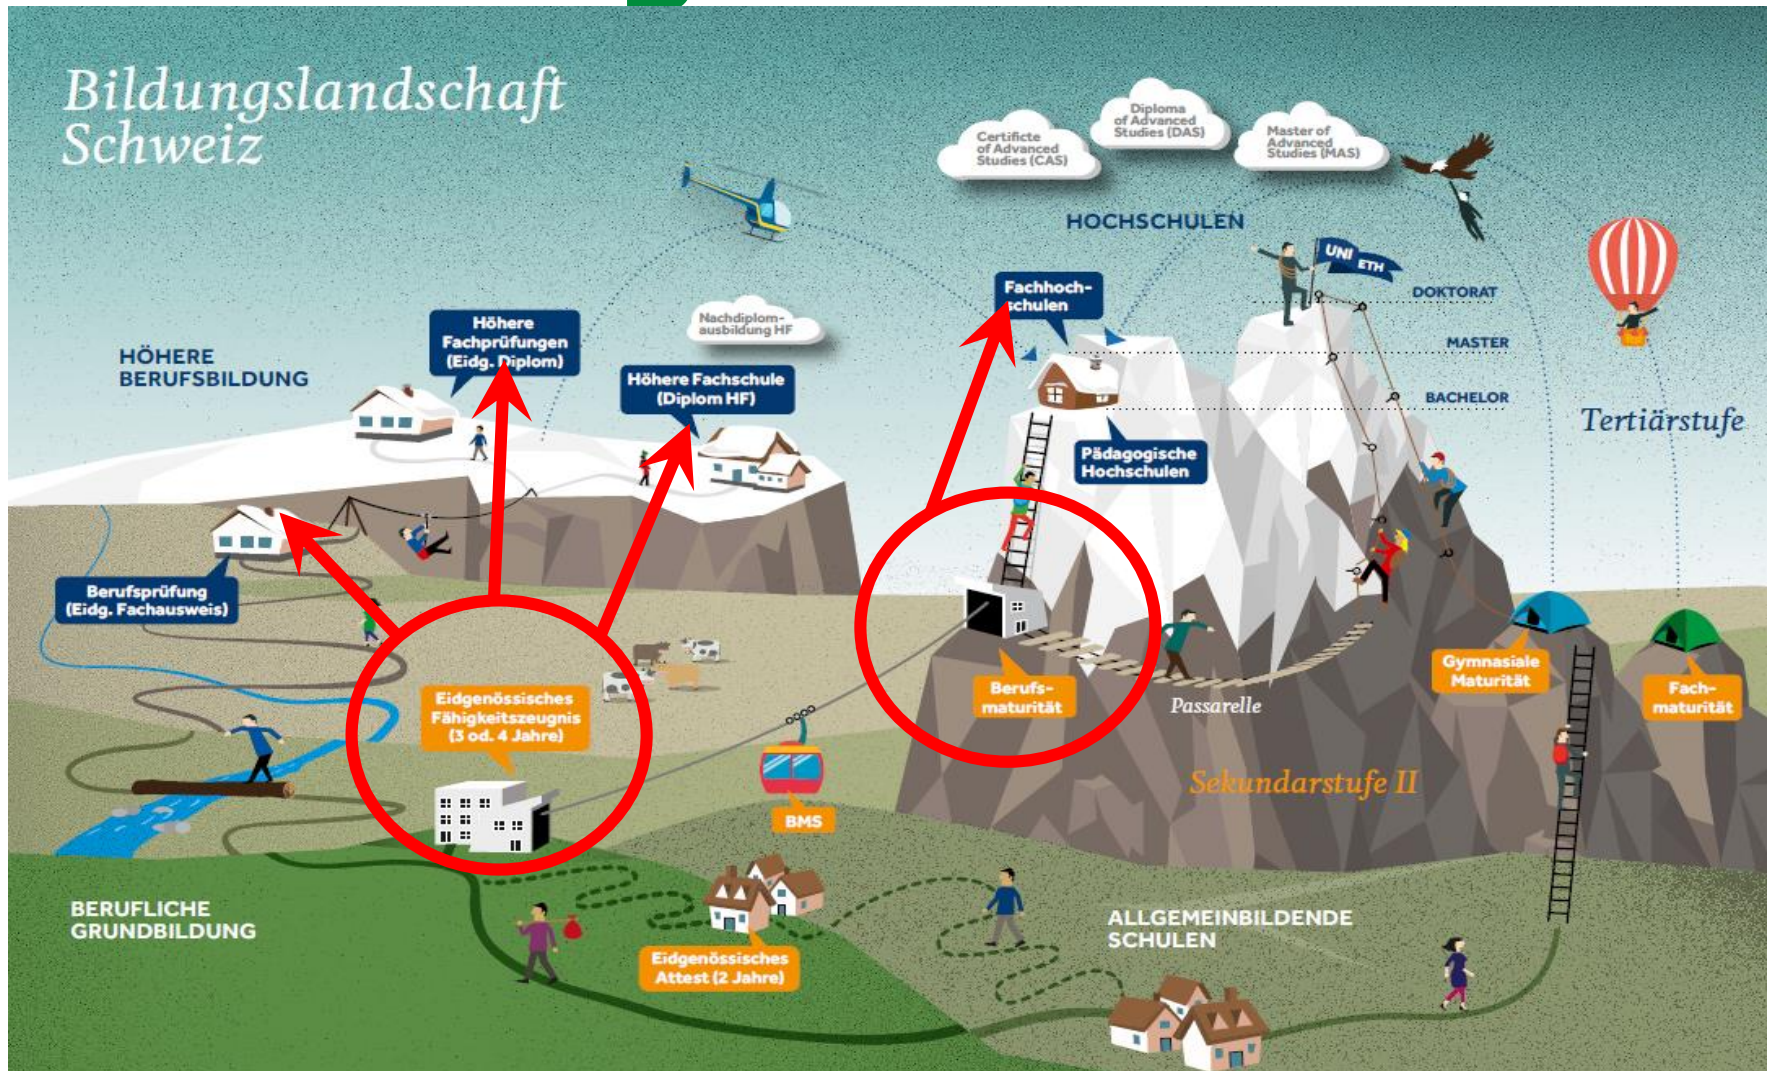 Bildungslandschaft
Schweiz
Certificte
of Advanced
Studies (CAS)
Diploma
of Advanced
Studies (DAS)
Master of
Advanced
Studies (MAS)
HOCHSCHULEN
UNI ETH
Fachhoch-
schulen
DOKTORAT
MASTER
BACHELOR
Tertiärstufe
Nachdiplom-
ausbildung HF
HÖHERE
BERUFSBILDUNG
Höhere
Fachprüfungen
(Eidg. Diplom)
Höhere Fachschule
(Diplom HF)
Pädagogische
Hochschulen
Berufsprüfung
(Eidg. Fachausweis)
Eidgenössisches
Fähigkeitszeugnis
(3 od. 4 Jahre)
Berufs-
maturität
Passarelle
Gymnasiale
Maturität
Fach-
maturität
Sekundarstufe II
BMS
BERUFLICHE
GRUNDBILDUNG
Eidgenössisches
Attest (2 Jahre)
ALLGEMEINBILDENDE
SCHULEN